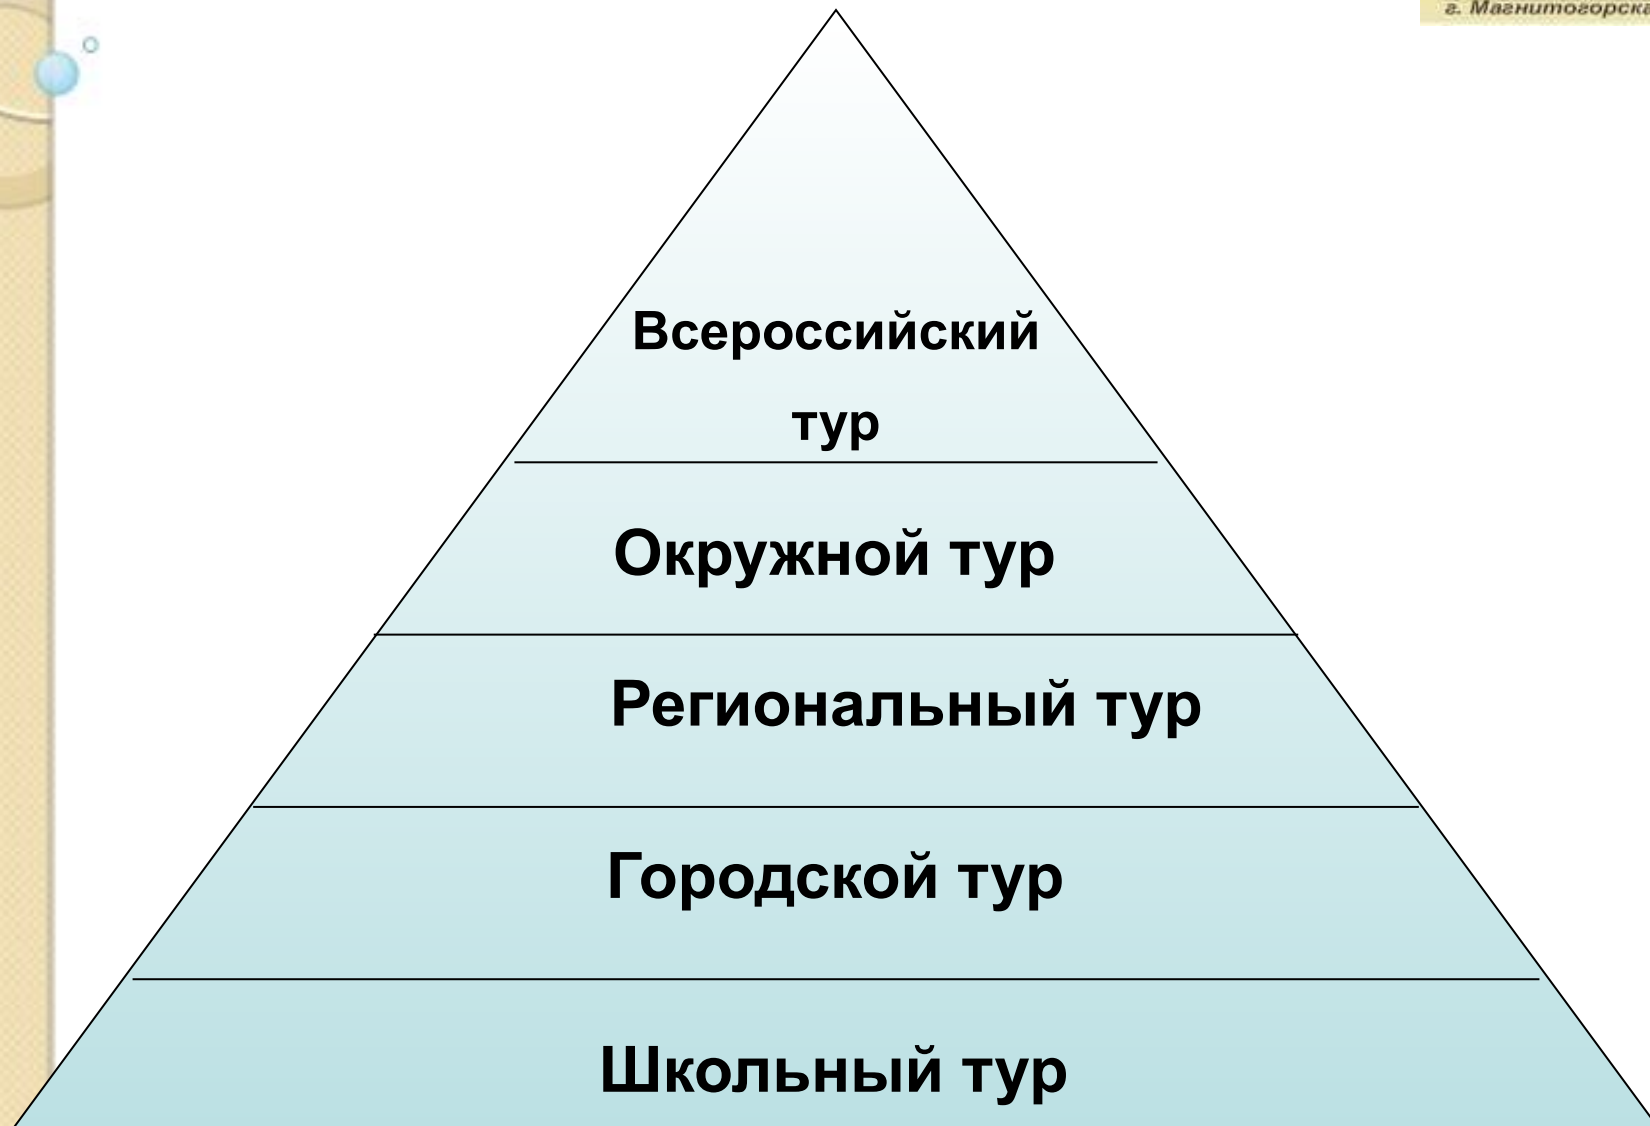 г. Магнитогорска
Всероссийский
тур
Окружной тур
Региональный тур
Городской тур
Школьный тур